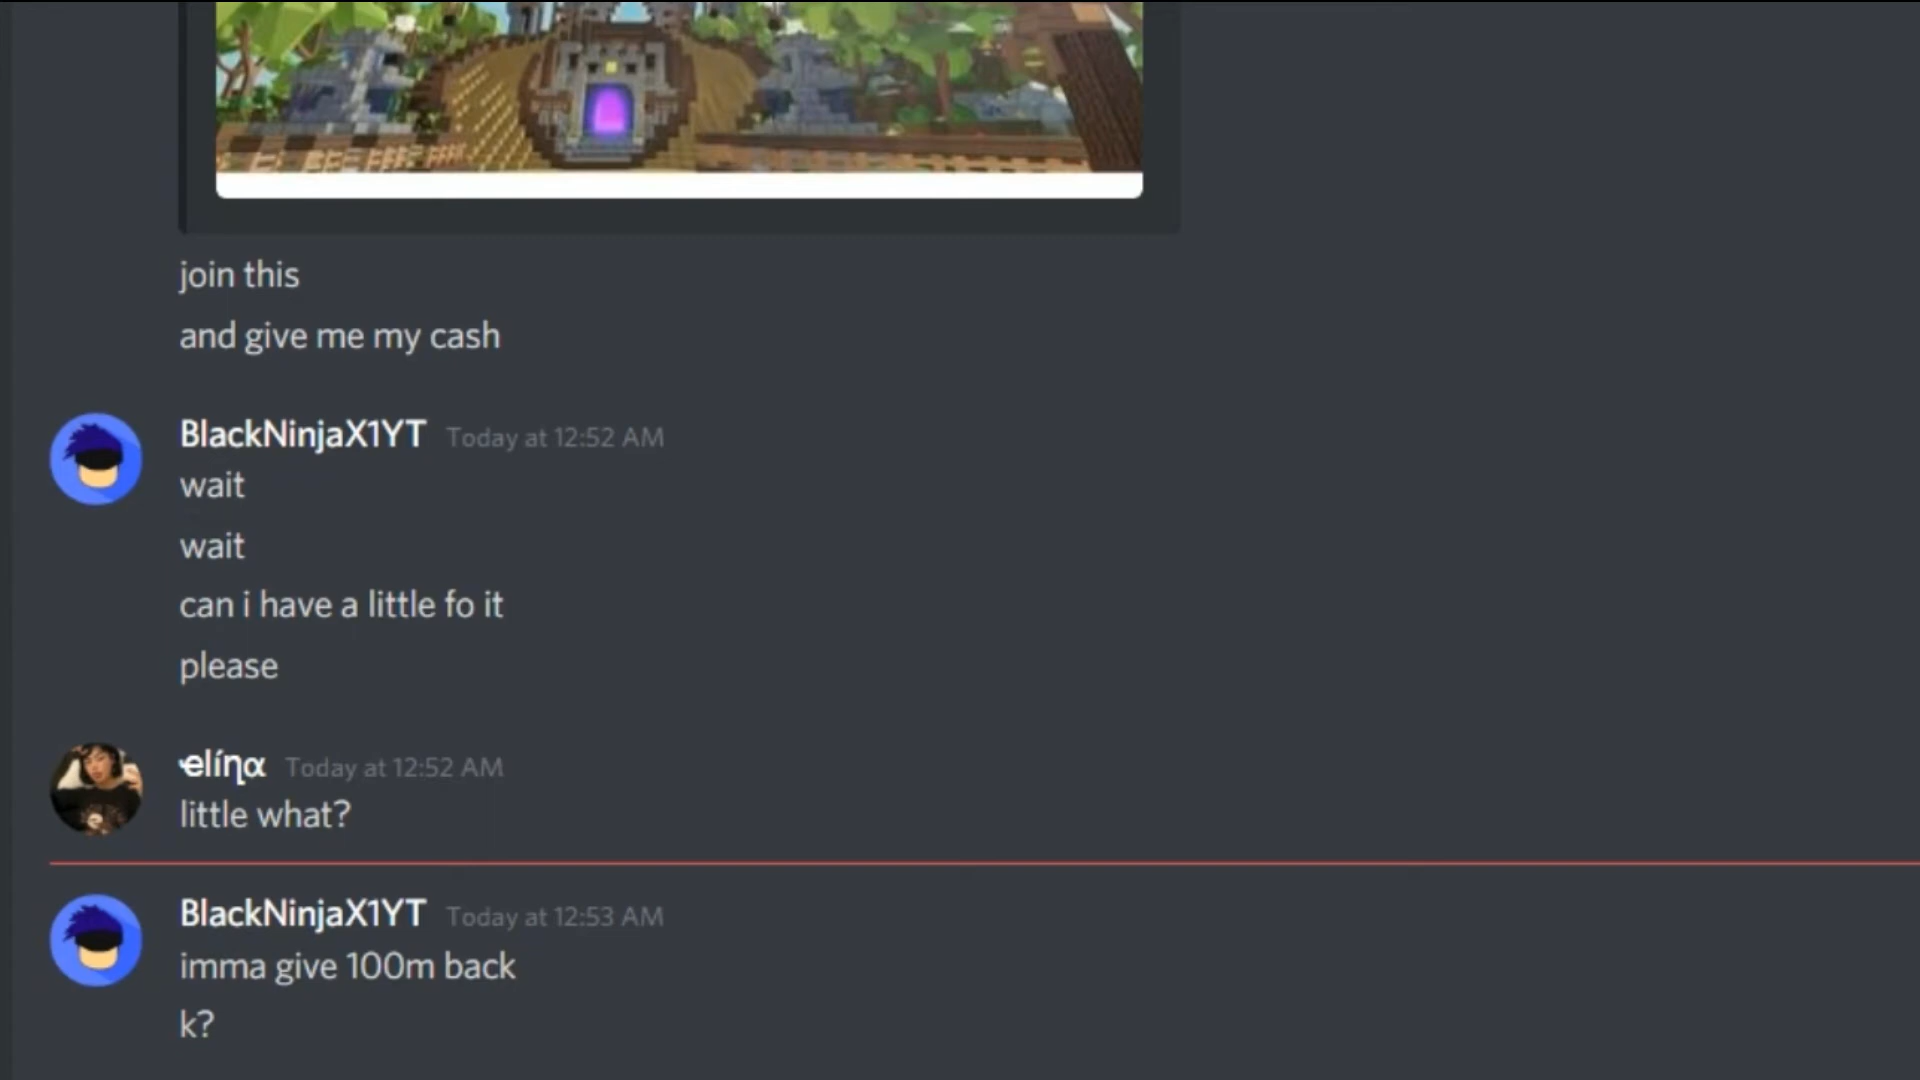 join this
and give me my cash
BlackNinjaX1YT Today at 12:52 AM
wait
wait
can i have a little fo it
please
elíηα Today at 12:52 AM
little what?
BlackNinjaX1YT Today at 12:53 AM
imma give 100m back
k?